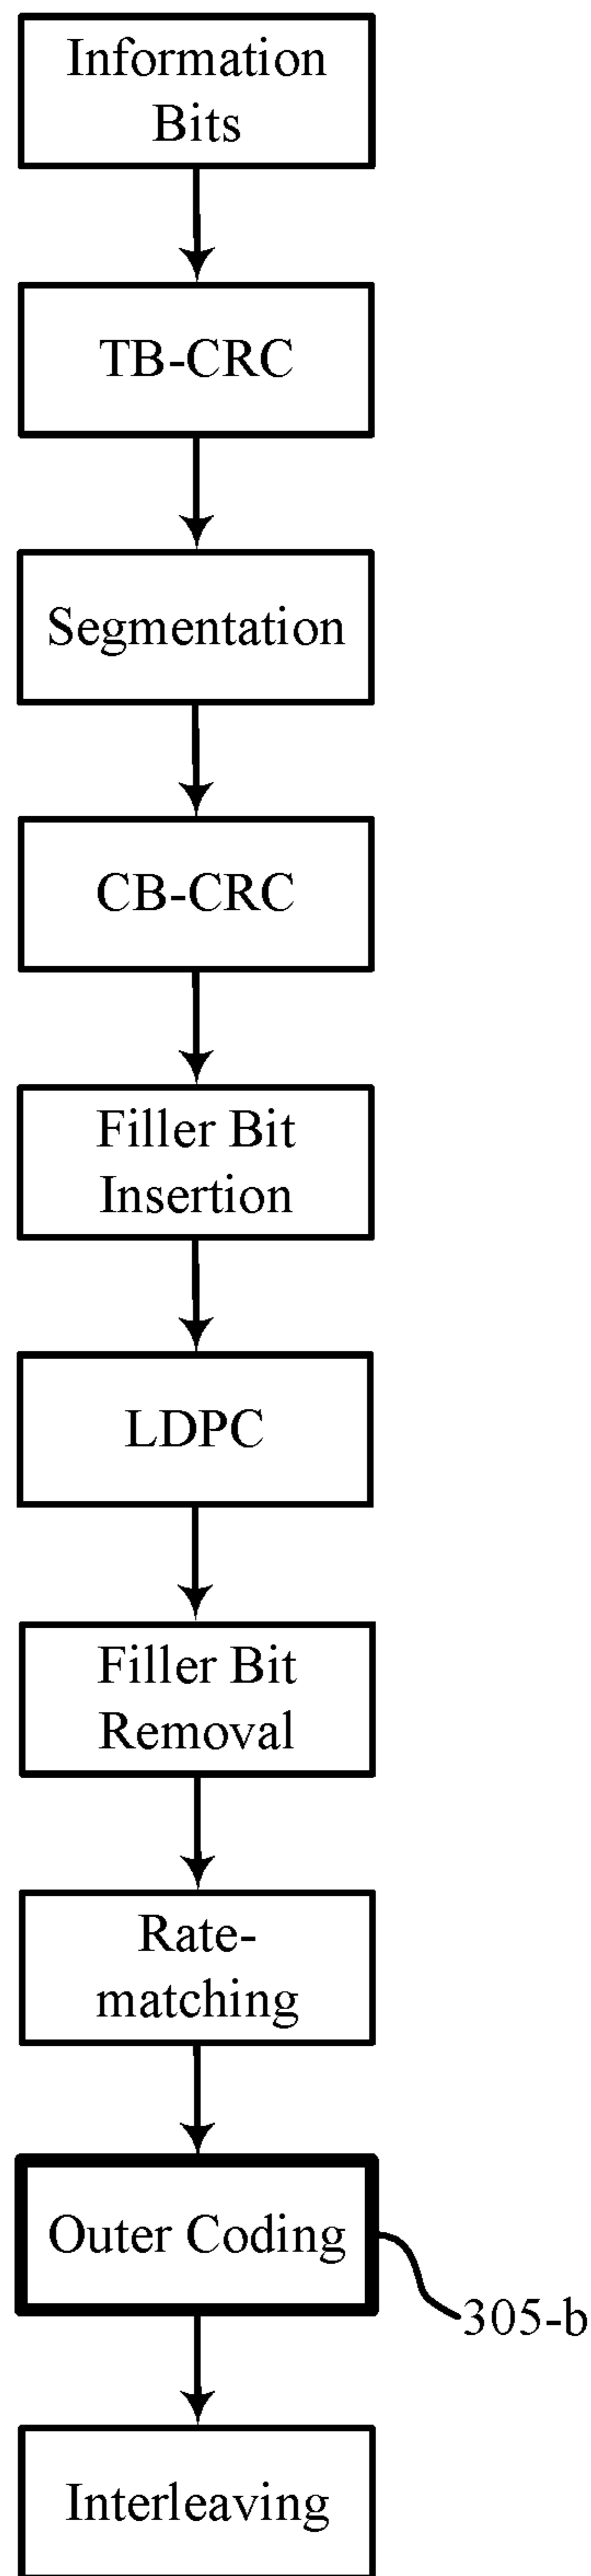 Information
Bits
TB-CRC
Segmentation
CB-CRC
Filler Bit
Insertion
LDPC
Filler Bit
Removal
Rate-
matching
Outer Coding
305-b
Interleaving